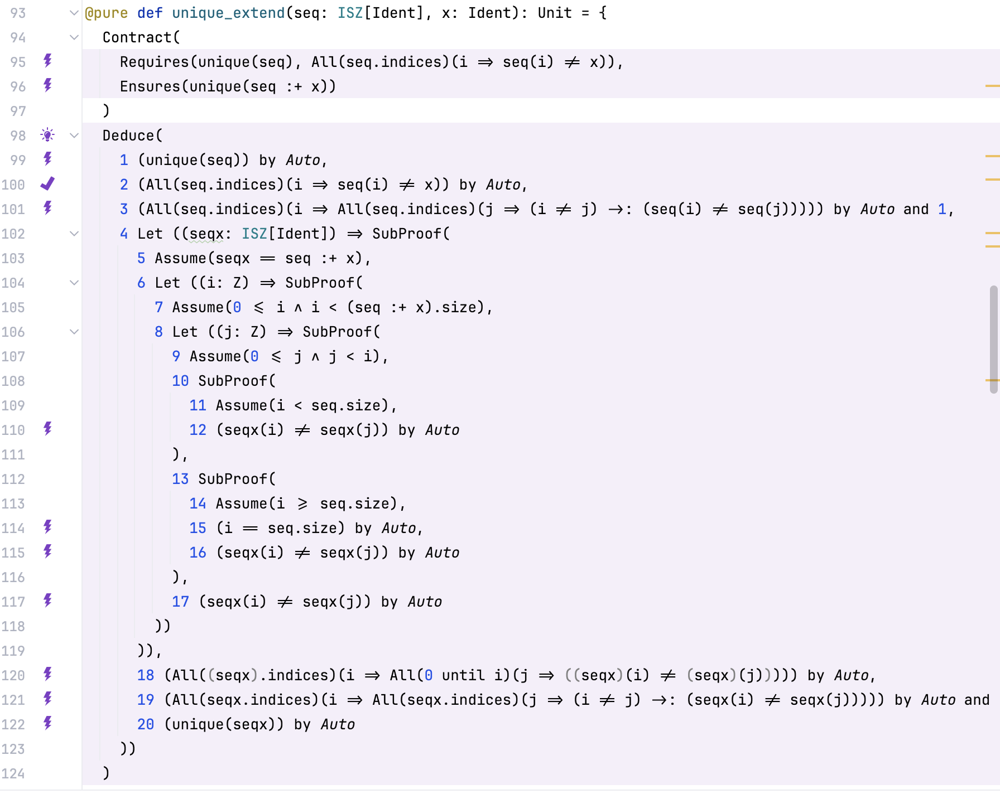 93 @pure def unique_extend(seq: ISZ[Ident], x: Ident): Unit = {
94 Contract(
95 Requires(unique(seq), All(seq.indices)(i ⇒ seq(i) ≠ x)),
96 Ensures(unique(seq :+ x))
97 )
98 Deduce(
99 1 (unique(seq)) by Auto,
100 2 (All(seq.indices)(i ⇒ seq(i) ≠ x)) by Auto,
101 3 (All(seq.indices)(i ⇒ All(seq.indices)(j ⇒ (i ≠ j) →: (seq(i) ≠ seq(j))))) by Auto and 1,
102 4 Let ((seqx: ISZ[Ident]) ⇒ SubProof(
103 5 Assume(seqx == seq :+ x),
104 6 Let ((i: Z) ⇒ SubProof(
105 7 Assume(0 ⩽ i ∧ i < (seq :+ x).size),
106 8 Let ((j: Z) ⇒ SubProof(
107 9 Assume(0 ⩽ j ∧ j < i),
108 10 SubProof(
109 11 Assume(i < seq.size),
110 12 (seqx(i) ≠ seqx(j)) by Auto
111 ),
112 13 SubProof(
113 14 Assume(i ⩾ seq.size),
114 15 (i == seq.size) by Auto,
115 16 (seqx(i) ≠ seqx(j)) by Auto
116 ),
117 17 (seqx(i) ≠ seqx(j)) by Auto
118 ))
119 )),
120 18 (All((seqx).indices)(i ⇒ All(0 until i)(j ⇒ ((seqx)(i) ≠ (seqx)(j))))) by Auto,
121 19 (All(seqx.indices)(i ⇒ All(seqx.indices)(j ⇒ (i ≠ j) →: (seqx(i) ≠ seqx(j))))) by Auto and
122 20 (unique(seqx)) by Auto
123 ))
124 )